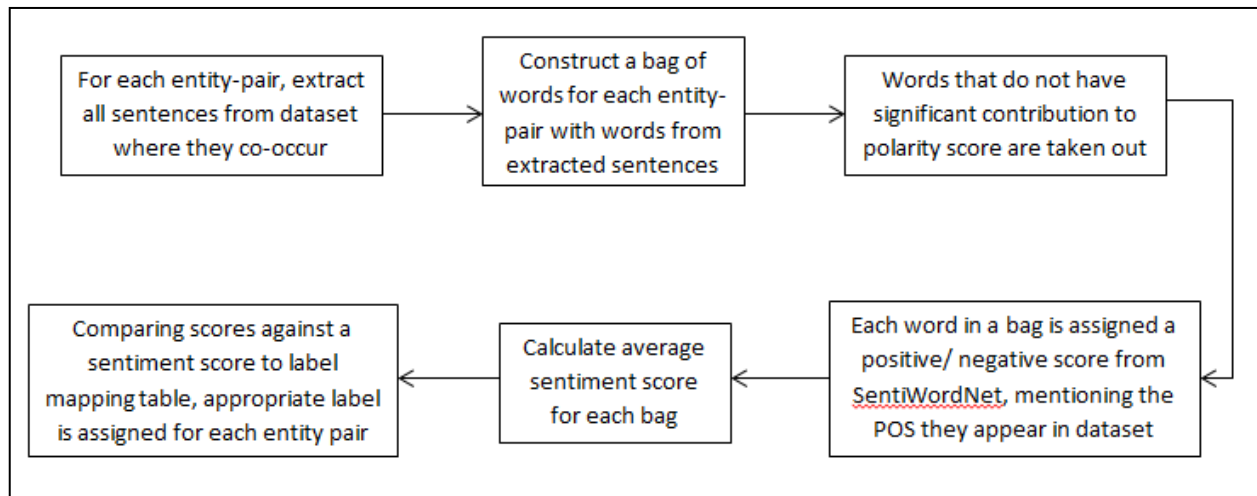 For each entity-pair, extract
all sentences from dataset
where they co-occur
Construct a bag of
words for each entity-
pair with words from
extracted sentences
Words that do not have
significant contribution to
polarity score are taken out
Each word in a bag is assigned a
positive/ negative score from
SentiWordNet, mentioning the
POS they appear in dataset
Calculate average
sentiment score
for each bag
Comparing scores against a
sentiment score to label
mapping table, appropriate label
is assigned for each entity pair